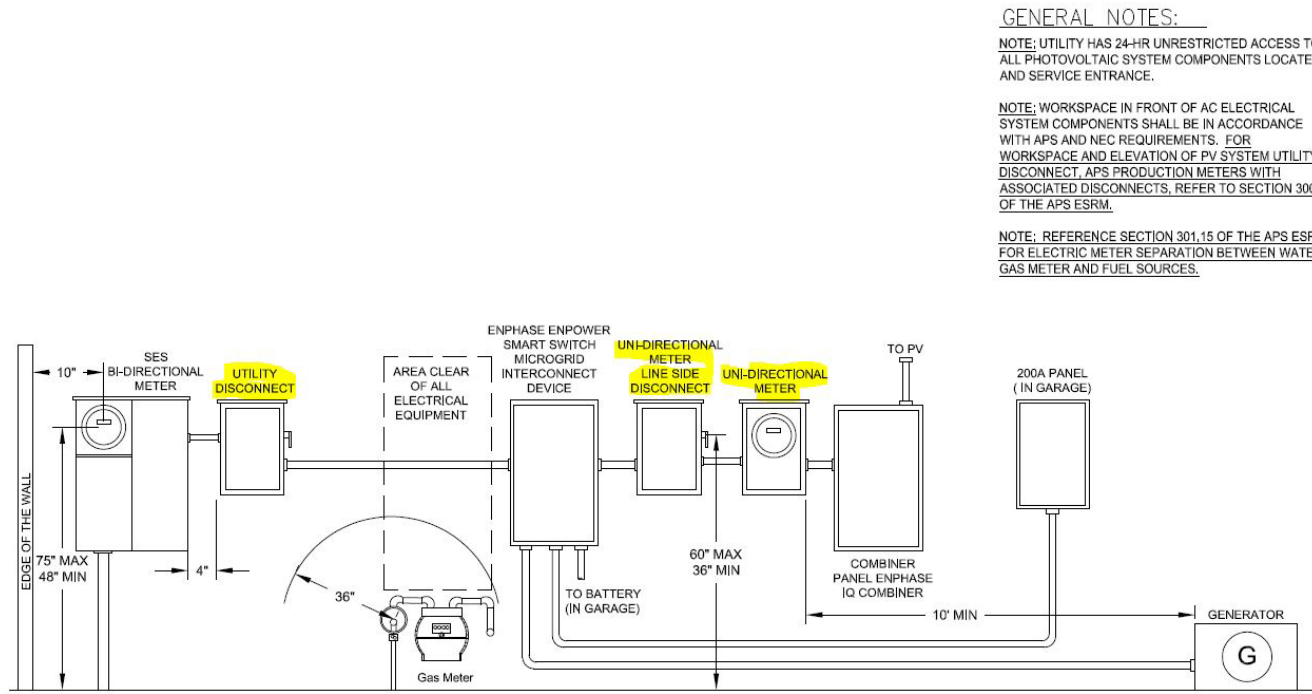 GENERAL NOTES:
NOTE; UTILITY HAS 24-HR UNRESTRICTED ACCESS TO
ALL PHOTOVOLTAIC SYSTEM COMPONENTS LOCATE
AND SERVICE ENTRANCE.
NOTE; WORKSPACE IN FRONT OF AC ELECTRICAL
SYSTEM COMPONENTS SHALL BE IN ACCORDANCE
WITH APS AND NEC REQUIREMENTS. FOR
WORKSPACE AND ELEVATION OF PV SYSTEM UTILITY
DISCONNECT, APS PRODUCTION METERS WITH
ASSOCIATED DISCONNECTS, REFER TO SECTION 300
OF THE APS ESRM.
NOTE; REFERENCE SECTION 301,15 OF THE APS ESR
FOR ELECTRIC METER SEPARATION BETWEEN WATE
GAS METER AND FUEL SOURCES.
EDGE OF THE WALL
10"
SES
BI-DIRECTIONAL
METER
UTILITY
DISCONNECT
AREA CLEAR
OF ALL
ELECTRICAL
EQUIPMENT
ENPHASE ENPOWER
SMART SWITCH
MICROGRID
INTERCONNECT
DEVICE
UNI-DIRECTIONAL
METER
LINE SIDE
DISCONNECT
UNI-DIRECTIONAL
METER
TO PV
200A PANEL
( IN GARAGE)
75" MAX
48" MIN
4"
36"
Gas Meter
TO BATTERY
(IN GARAGE)
60" MAX
36" MIN
COMBINER
PANEL ENPHASE
IQ COMBINER
10' MIN
GENERATOR
G